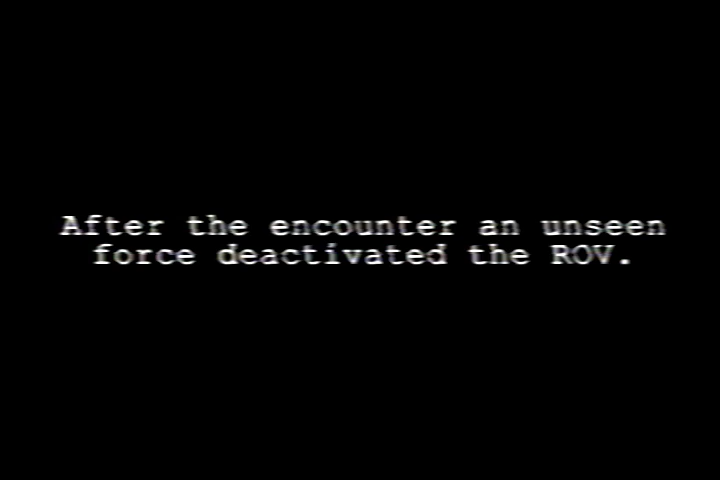 After the encounter an unseen
force deactivated the ROV.